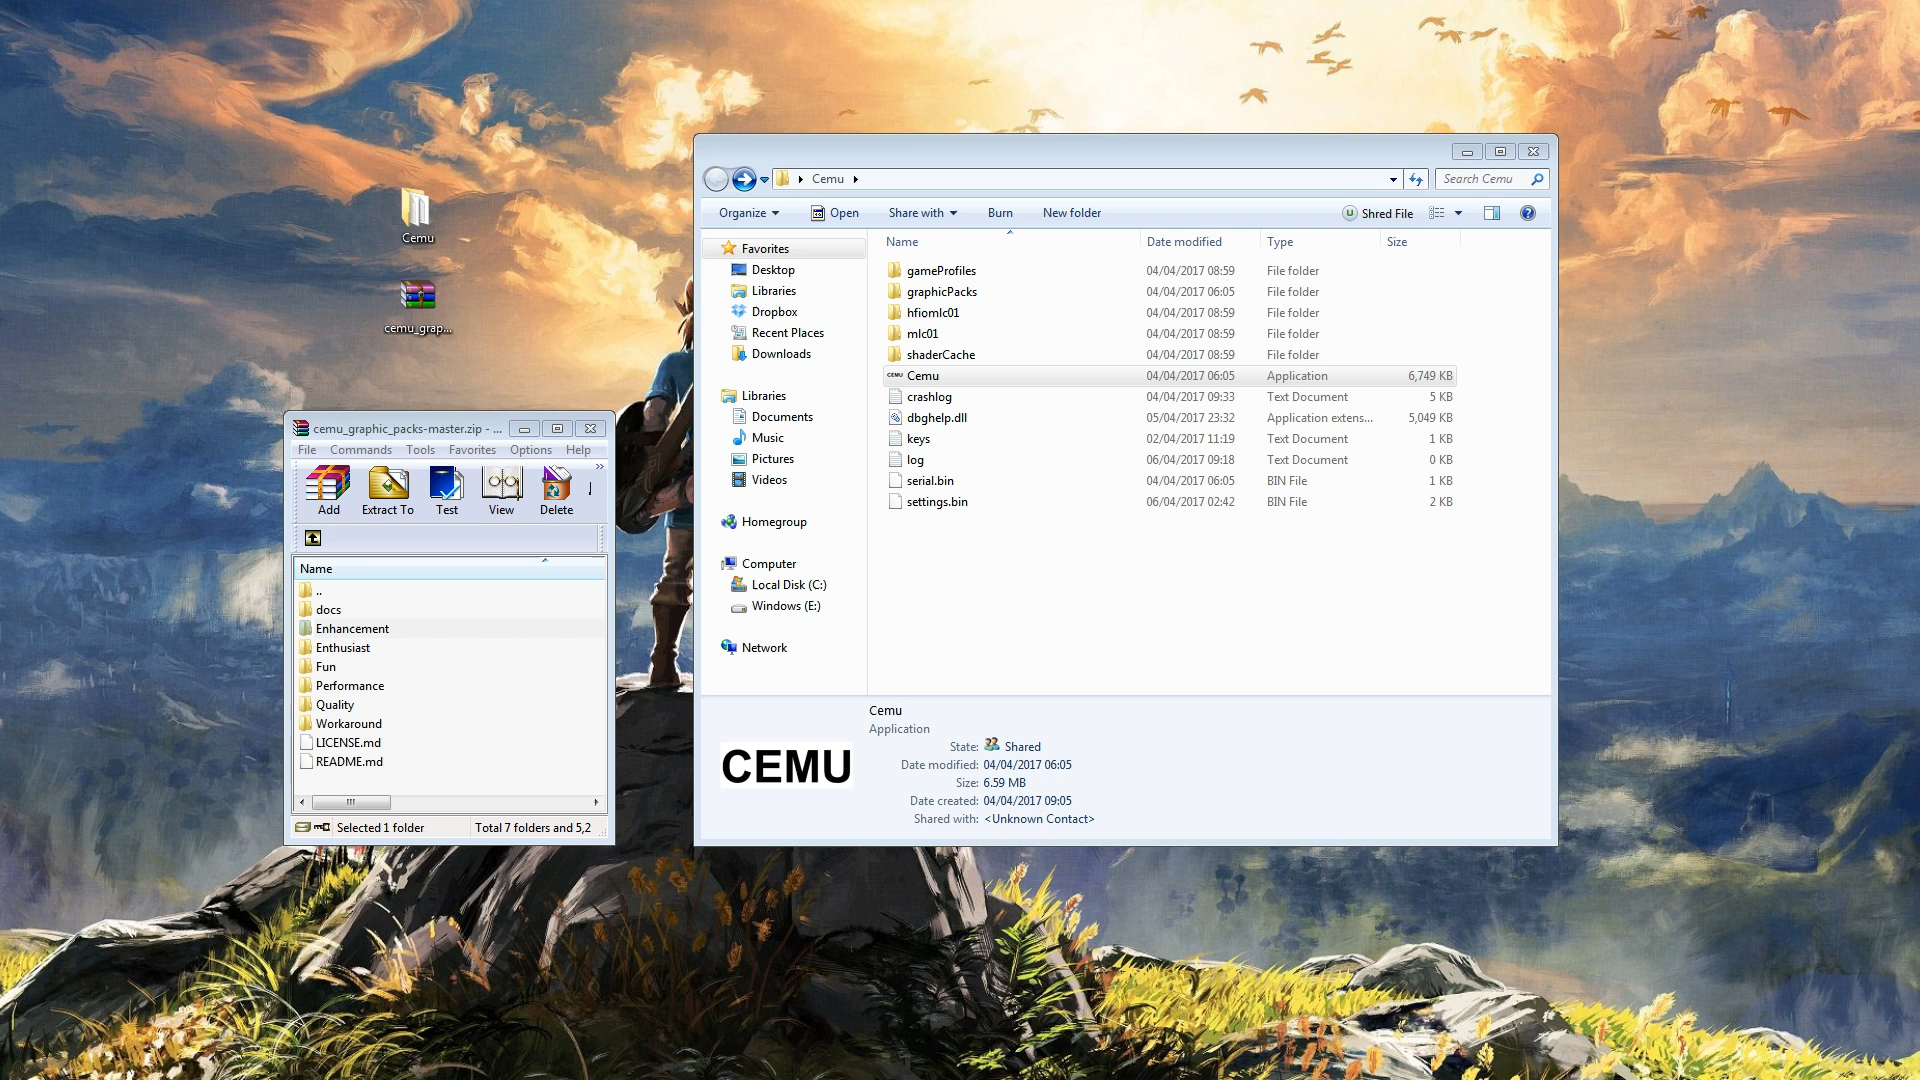 Cemu
cemu_grap...
cemu_graphic_packs-master.zip - ...
File Commands Tools Favorites Options Help
»
Add Extract To Test View Delete
Name
..
docs
Enhancement
Enthusiast
Fun
Performance
Quality
Workaround
LICENSE.md
README.md
Selected 1 folder Total 7 folders and 5,2
Cemu
Search Cemu
Organize Open Share with Burn New folder Shred File
Favorites
Desktop
Libraries
Dropbox
Recent Places
Downloads
Libraries
Documents
Music
Pictures
Videos
Homegroup
Computer
Local Disk (C:)
Windows (E:)
Network
Name Date modified Type Size
gameProfiles 04/04/2017 08:59 File folder
graphicPacks 04/04/2017 06:05 File folder
hfiomlc01 04/04/2017 08:59 File folder
mlc01 04/04/2017 08:59 File folder
shaderCache 04/04/2017 08:59 File folder
CEMU Cemu 04/04/2017 06:05 Application 6,749 KB
crashlog 04/04/2017 09:33 Text Document 5 KB
dbghelp.dll 05/04/2017 23:32 Application extens... 5,049 KB
keys 02/04/2017 11:19 Text Document 1 KB
log 06/04/2017 09:18 Text Document 0 KB
serial.bin 04/04/2017 06:05 BIN File 1 KB
settings.bin 06/04/2017 02:42 BIN File 2 KB
CEMU
Cemu
Application
State: Shared
Date modified: 04/04/2017 06:05
Size: 6.59 MB
Date created: 04/04/2017 09:05
Shared with: <Unknown Contact>